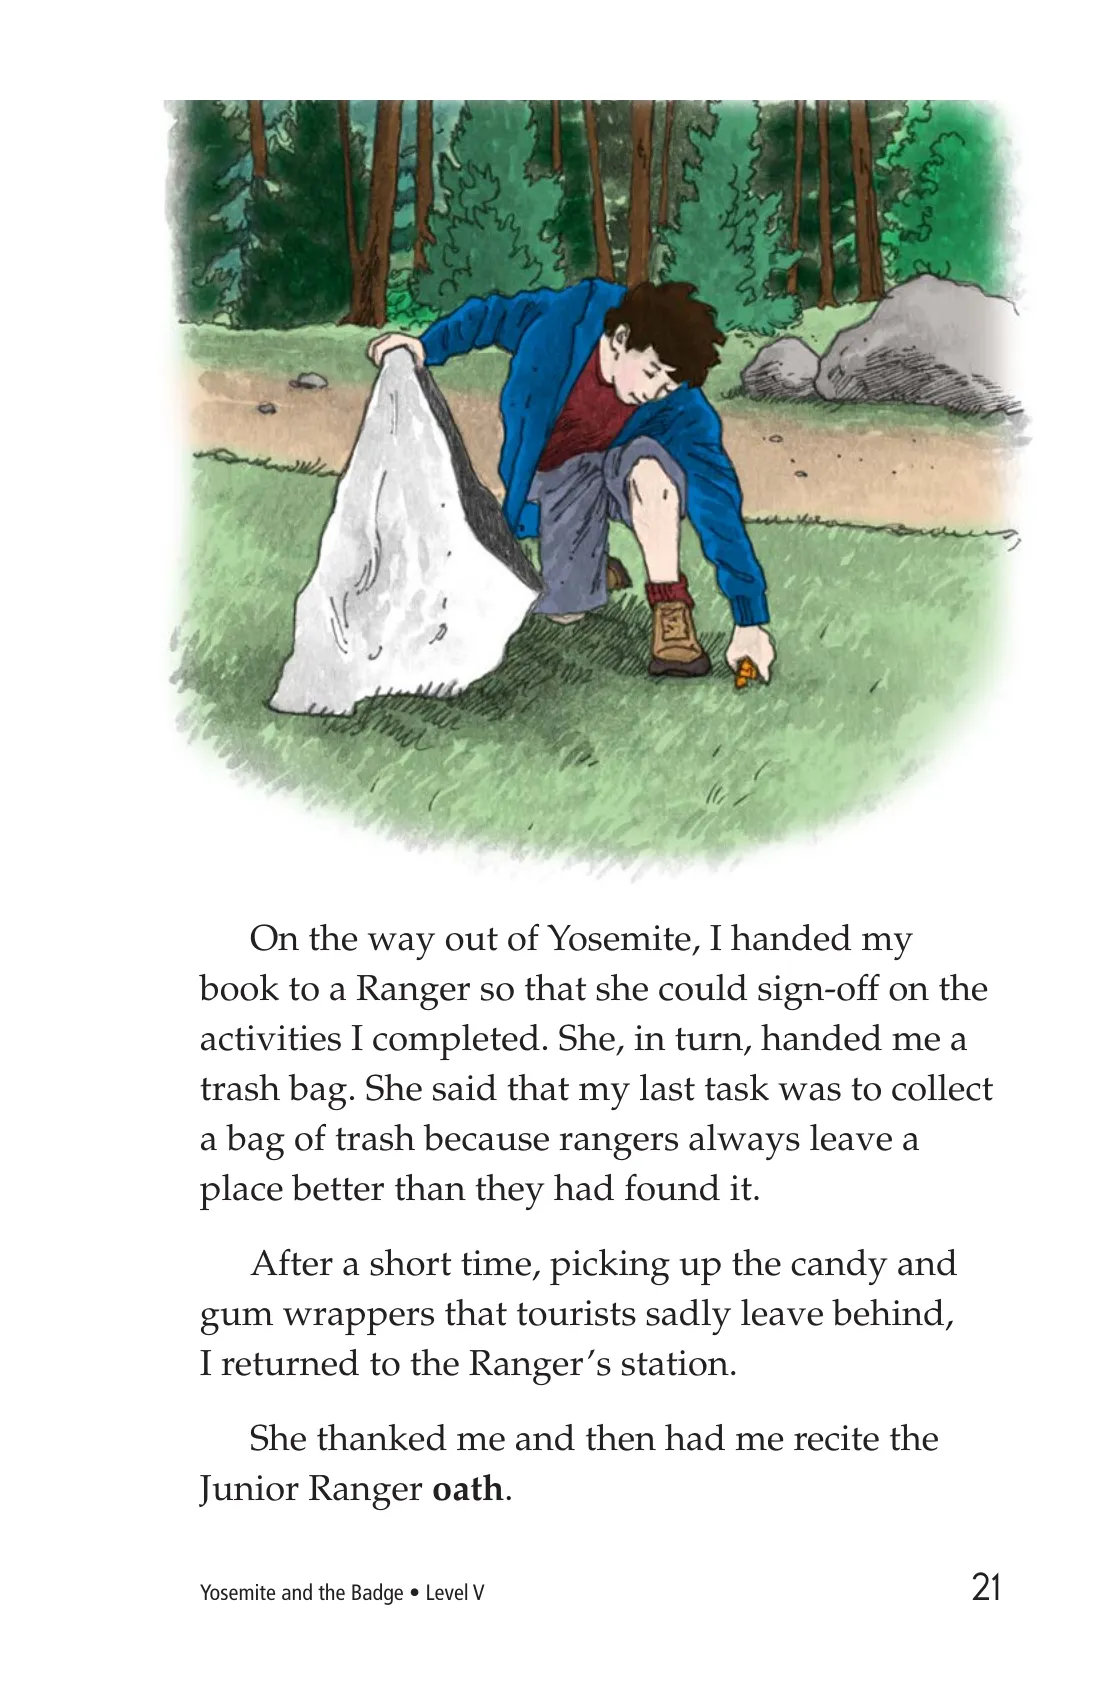 On the way out of Yosemite, I handed my
book to a Ranger so that she could sign-off on the
activities I completed. She, in turn, handed me a
trash bag. She said that my last task was to collect
a bag of trash because rangers always leave a
place better than they had found it.
After a short time, picking up the candy and
gum wrappers that tourists sadly leave behind,
I returned to the Ranger’s station.
She thanked me and then had me recite the
Junior Ranger oath.
Yosemite and the Badge • Level V 21